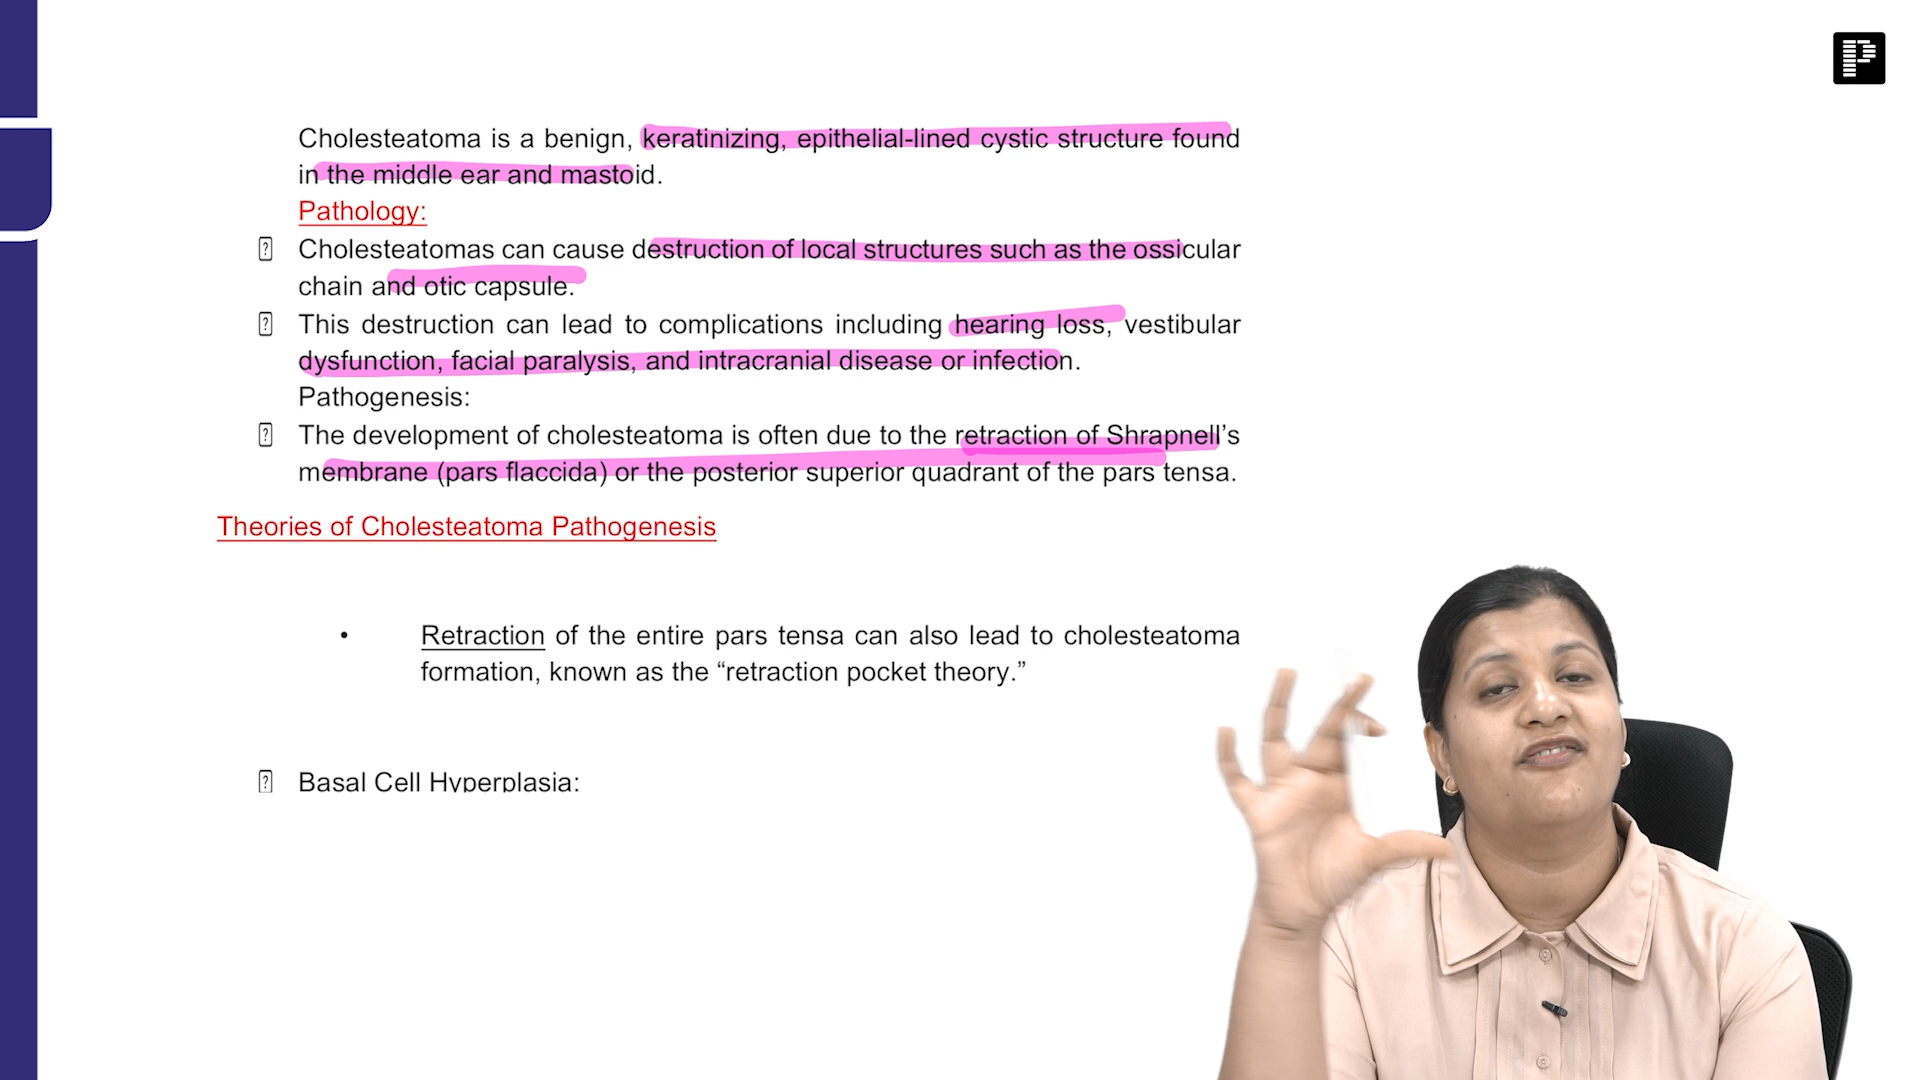 Cholesteatoma is a benign, keratinizing, epithelial-lined cystic structure found
in the middle ear and mastoid.
Pathology:
Cholesteatomas can cause destruction of local structures such as the ossicular
chain and otic capsule.
This destruction can lead to complications including hearing loss, vestibular
dysfunction, facial paralysis, and intracranial disease or infection.
Pathogenesis:
The development of cholesteatoma is often due to the retraction of Shrapnell’s
membrane (pars flaccida) or the posterior superior quadrant of the pars tensa.
Theories of Cholesteatoma Pathogenesis
• Retraction of the entire pars tensa can also lead to cholesteatoma
formation, known as the “retraction pocket theory.”
Basal Cell Hyperplasia: